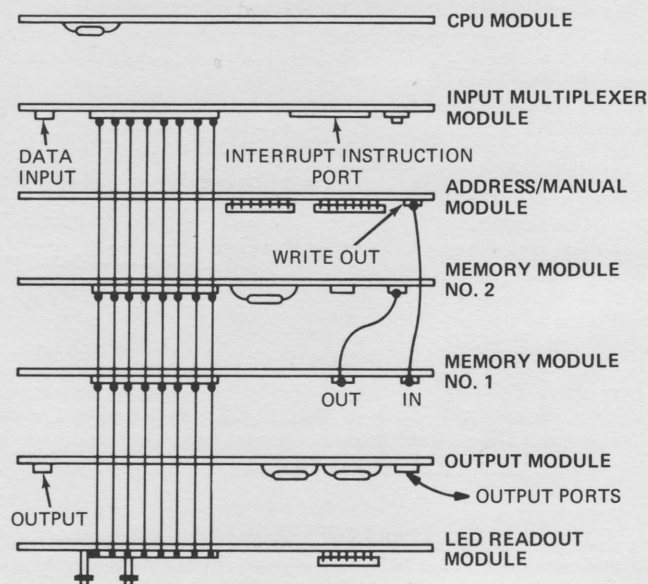 CPU MODULE
INPUT MULTIPLEXER
MODULE
DATA
INPUT
INTERRUPT INSTRUCTION
PORT
ADDRESS/MANUAL
MODULE
WRITE OUT
MEMORY MODULE
NO. 2
MEMORY MODULE
NO. 1
OUT
IN
OUTPUT MODULE
OUTPUT PORTS
OUTPUT
LED READOUT
MODULE